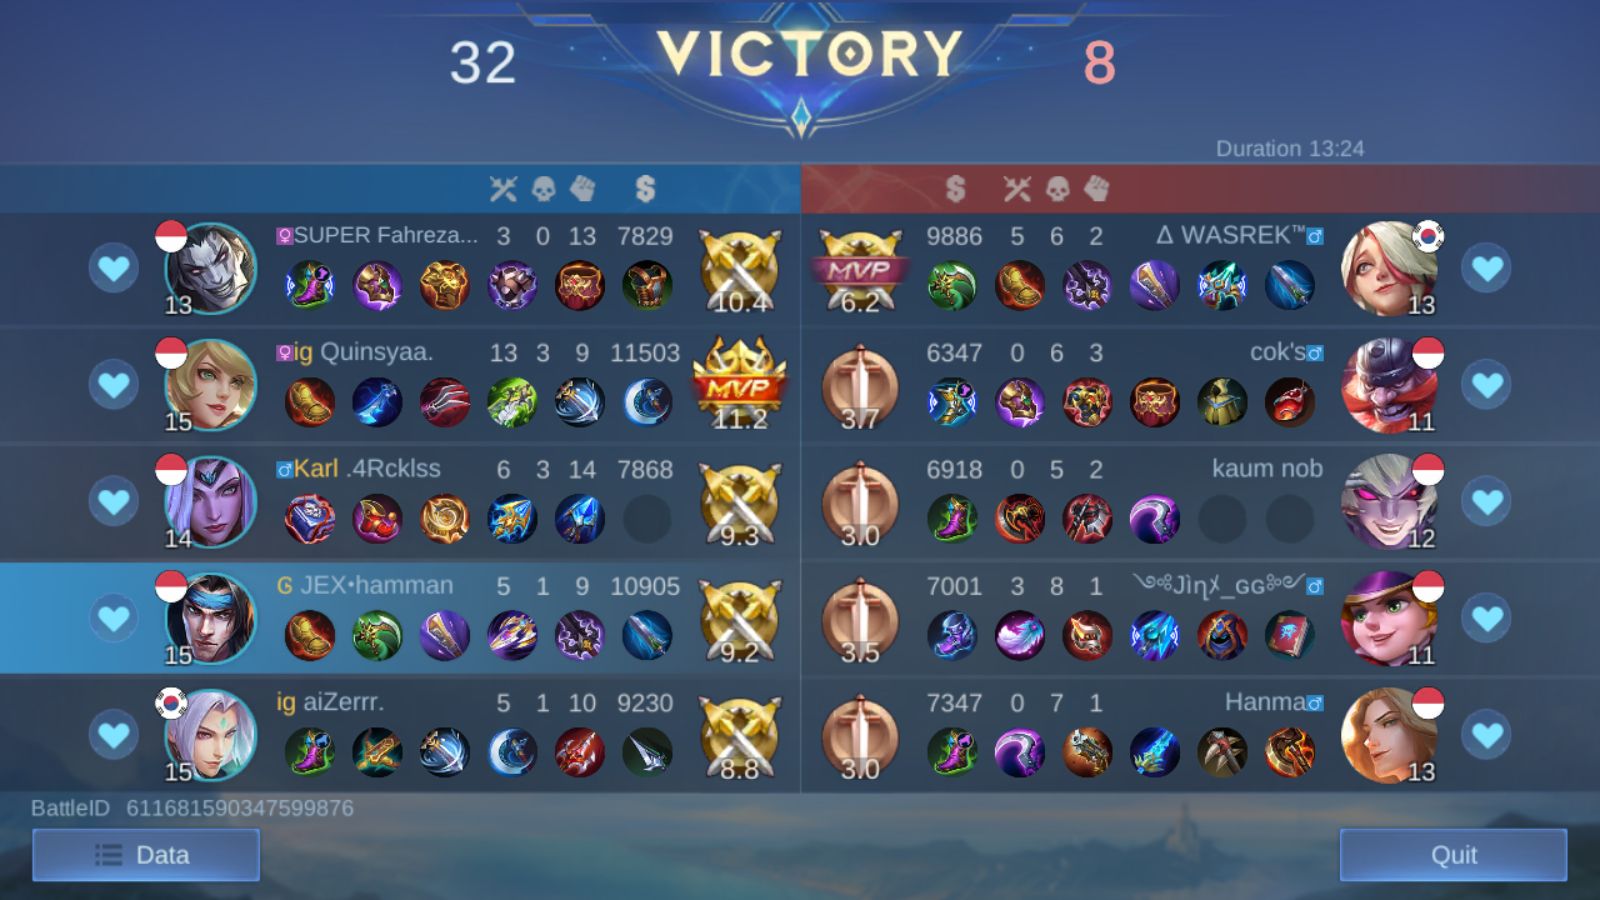 32 VICTORY 8
Duration 13:24
SUPER Fahreza... 3 0 13 7829
13 10.4
9886 5 6 2 Δ WASREK™
MVP 6.2 13
ig Quinsyaa. 13 3 9 11503
15 MVP 11.2
6347 0 6 3 cok's
3.7 11
Karl .4Rcklss 6 3 14 7868
14 9.3
6918 0 5 2 kaum nob
3.0 12
G JEX•hamman 5 1 9 10905
15 9.2
7001 3 8 1
3.5 11
ig aiZerrr. 5 1 10 9230
15 8.8
7347 0 7 1 Hanma
3.0 13
BattleID 611681590347599876
Data
Quit